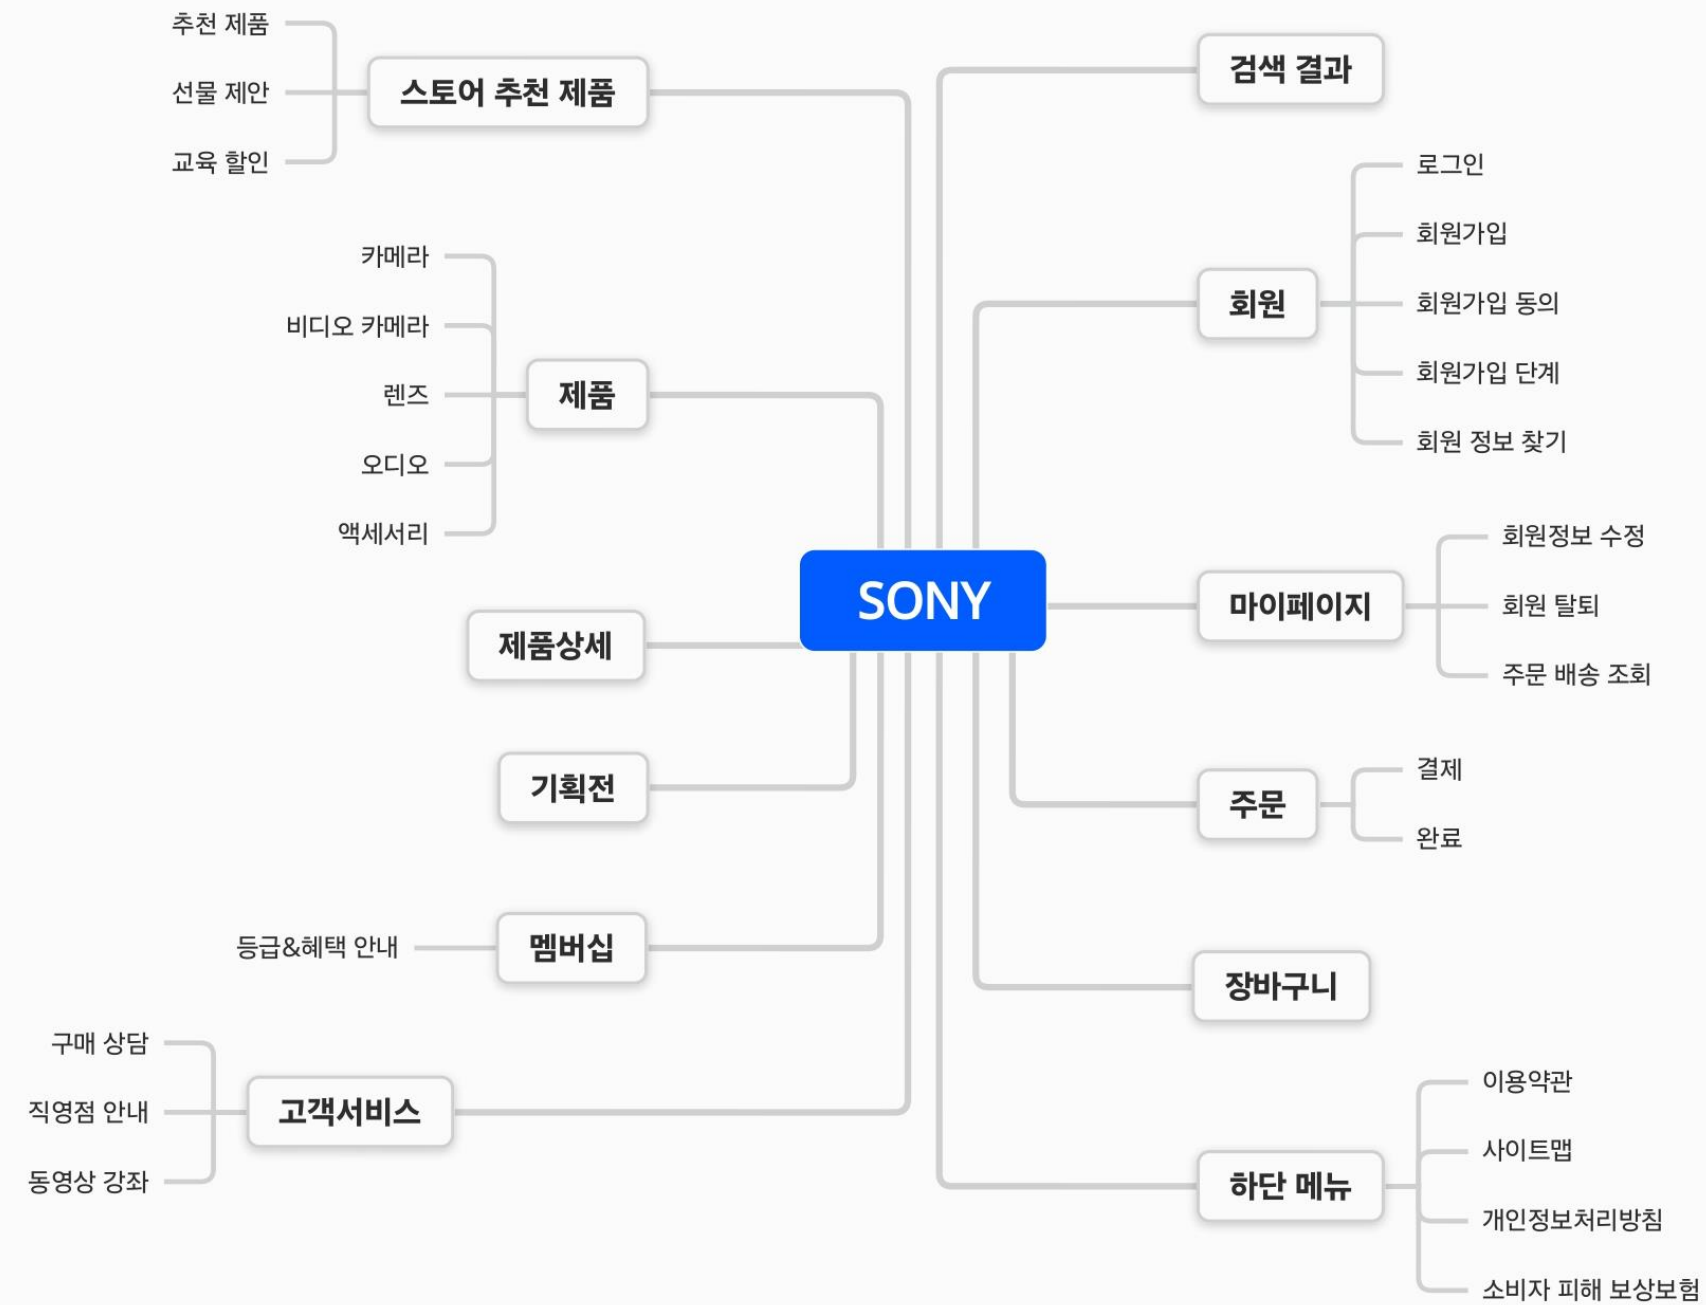 추천 제품
선물 제안
교육 할인
스토어 추천 제품
카메라
비디오 카메라
렌즈
오디오
액세서리
제품
제품상세
기획전
등급&혜택 안내
멤버십
구매 상담
직영점 안내
동영상 강좌
고객서비스
SONY
검색 결과
회원
로그인
회원가입
회원가입 동의
회원가입 단계
회원 정보 찾기
마이페이지
회원정보 수정
회원 탈퇴
주문 배송 조회
주문
결제
완료
장바구니
하단 메뉴
이용약관
사이트맵
개인정보처리방침
소비자 피해 보상보험